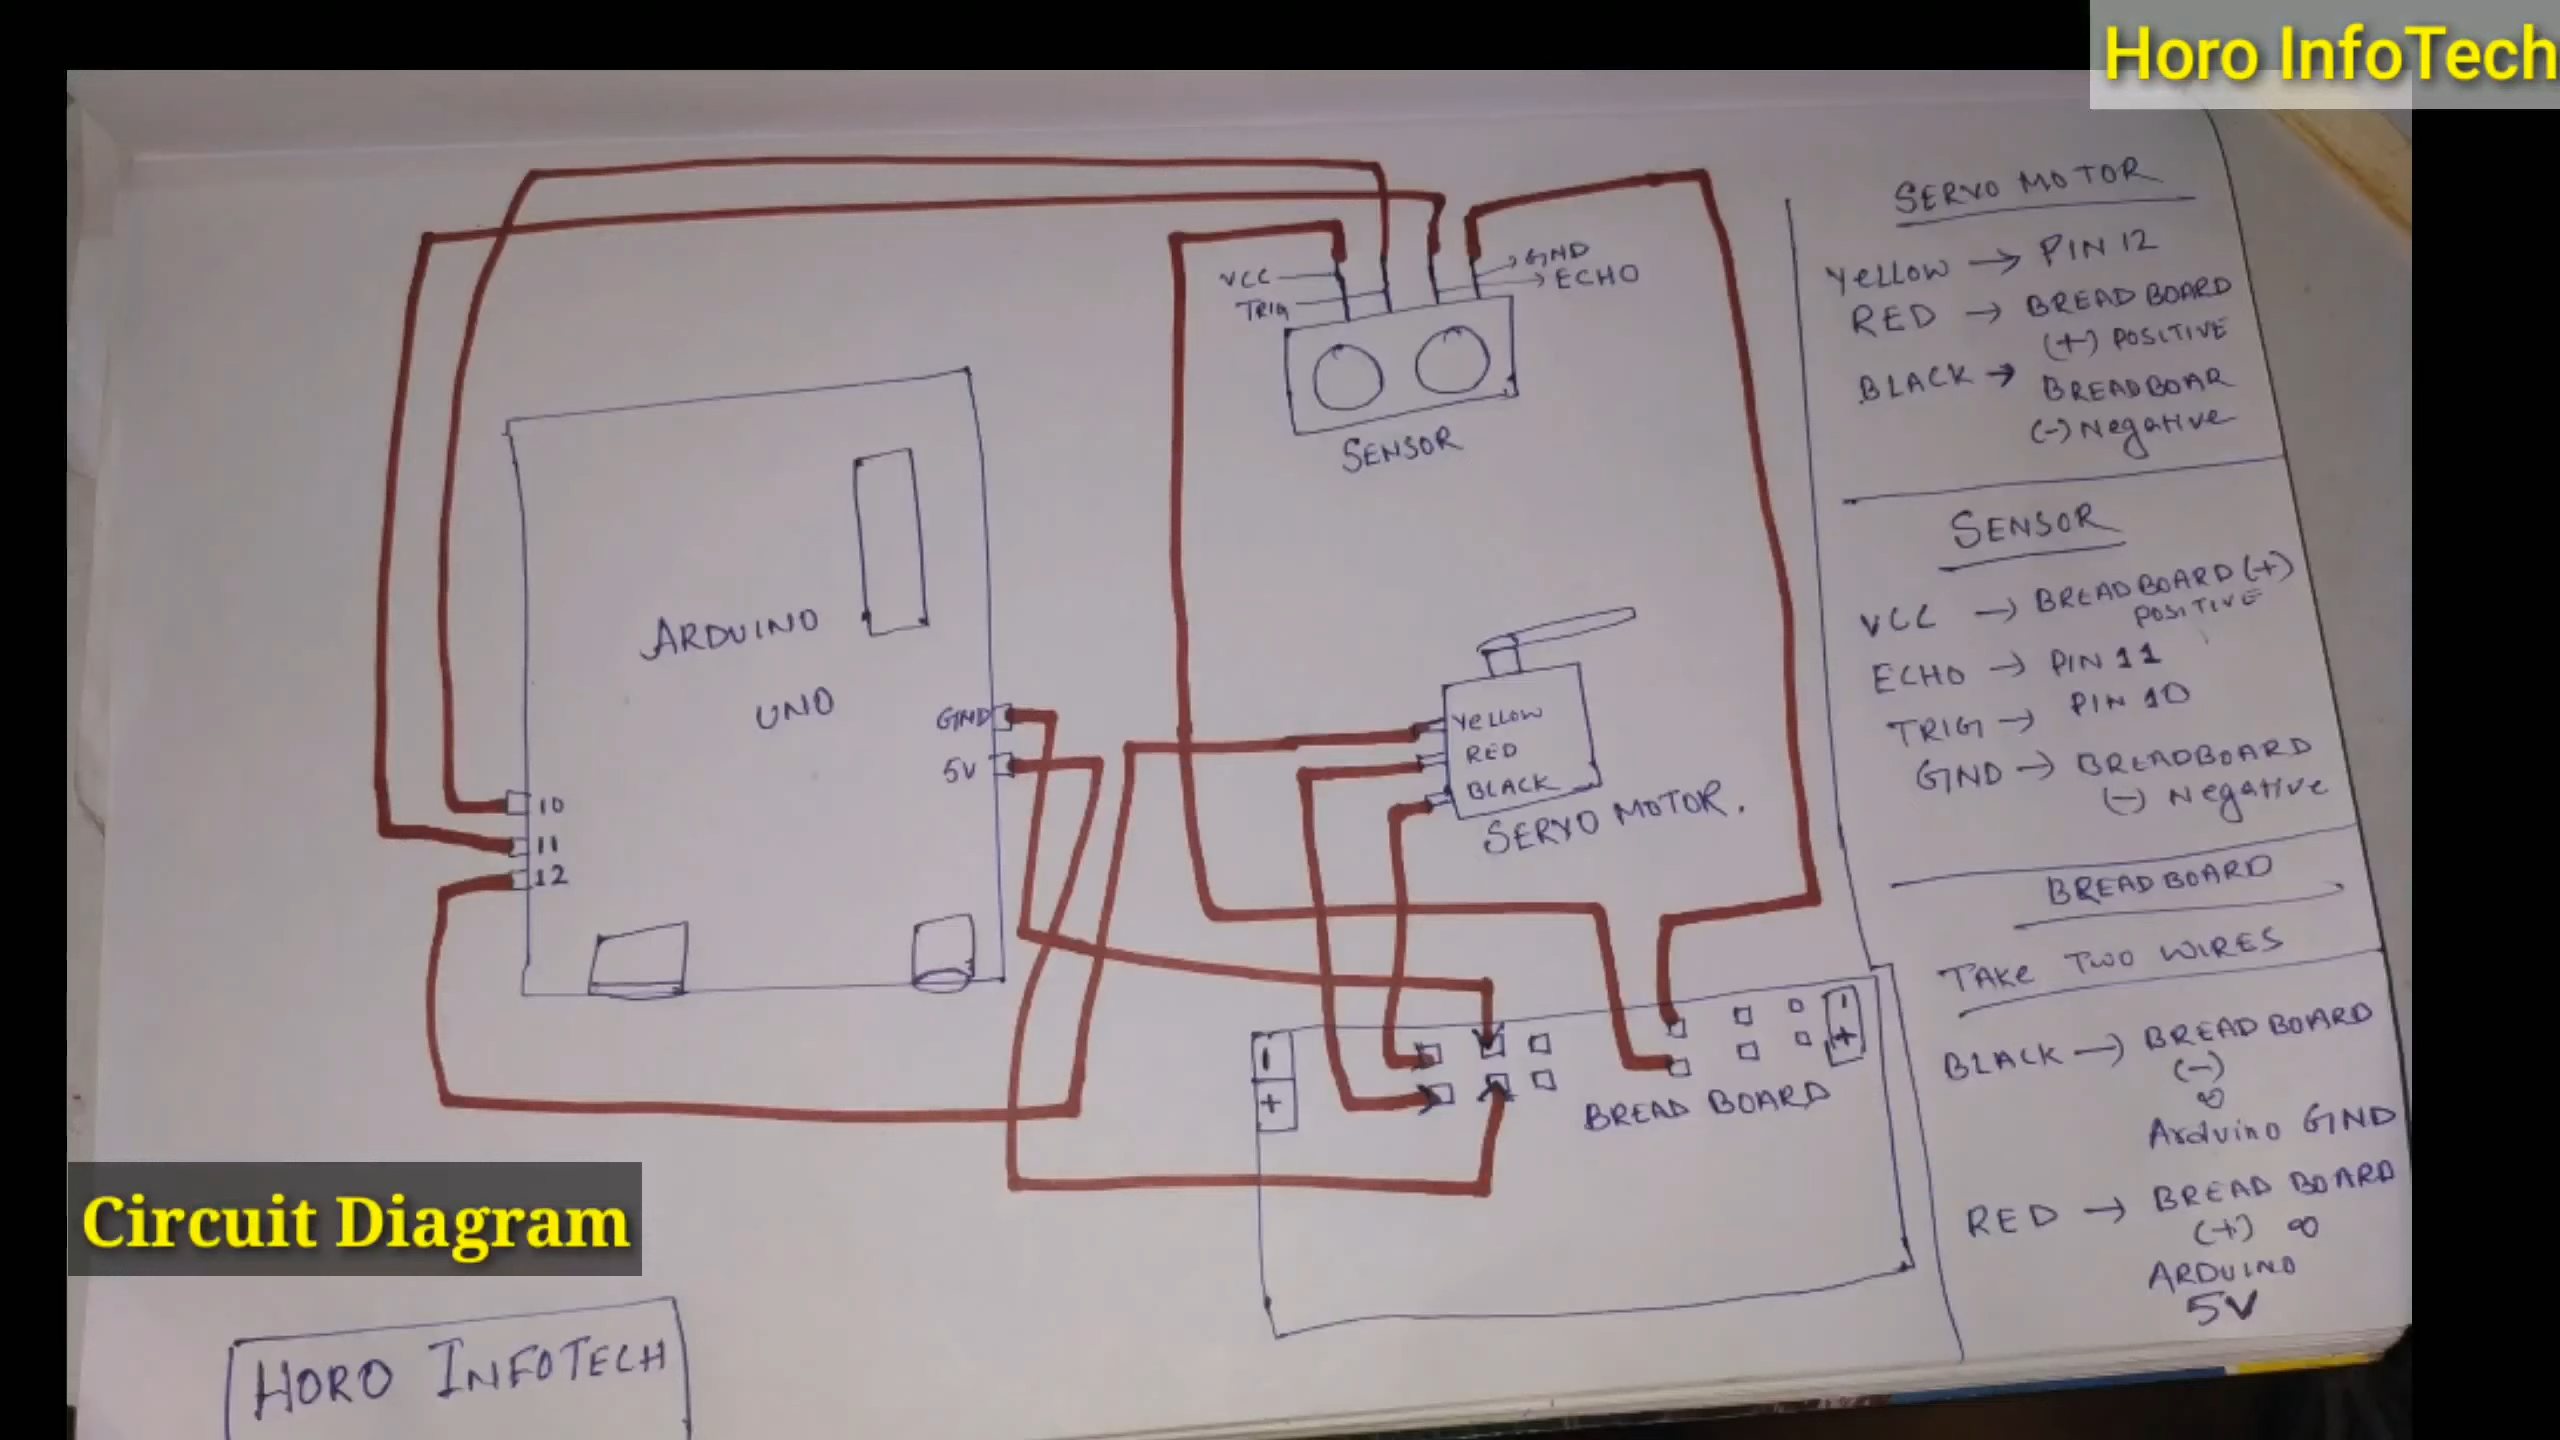 Horo InfoTech
VCC
TRIG
GND
ECHO
SENSOR
ARDUINO
UNO
GND
5V
10
11
12
YeLLOW
RED
BLACK
SERVO MOTOR.
-
+
-
+
BREAD BOARD
Circuit Diagram
HORO INFOTECH
SERVO MOTOR
YeLLOW → PIN 12
RED → BREAD BOARD
(+) POSITIVE
BLACK → BREADBOAR
(-) Negative
SENSOR
VCC → BREAD BOARD (+)
POSITIVE
ECHO → PIN 11
TRIG → PIN 10
GND → BREADBOARD
(-) Negative
BREAD BOARD
TAKe TWO WIRES
BLACK → BREAD BOARD
(-)
Arduino GND
RED → BREAD BOARD
(+)
ARDUINO
5V